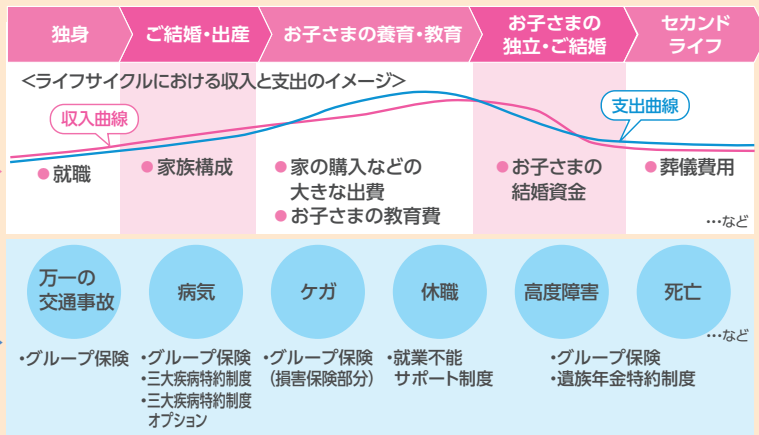 独身
ご結婚・出産
お子さまの養育・教育
お子さまの
独立・ご結婚
セカンド
ライフ
<ライフサイクルにおける収入と支出のイメージ>
収入曲線
支出曲線
●就職
●家族構成
●家の購入などの
大きな出費
●お子さまの教育費
●お子さまの
結婚資金
●葬儀費用
…など
万一の
交通事故
病気
ケガ
休職
高度障害
死亡
…など
・グループ保険
・グループ保険
・三大疾病特約制度
・三大疾病特約制度
オプション
・グループ保険
(損害保険部分)
・就業不能
サポート制度
・グループ保険
・遺族年金特約制度